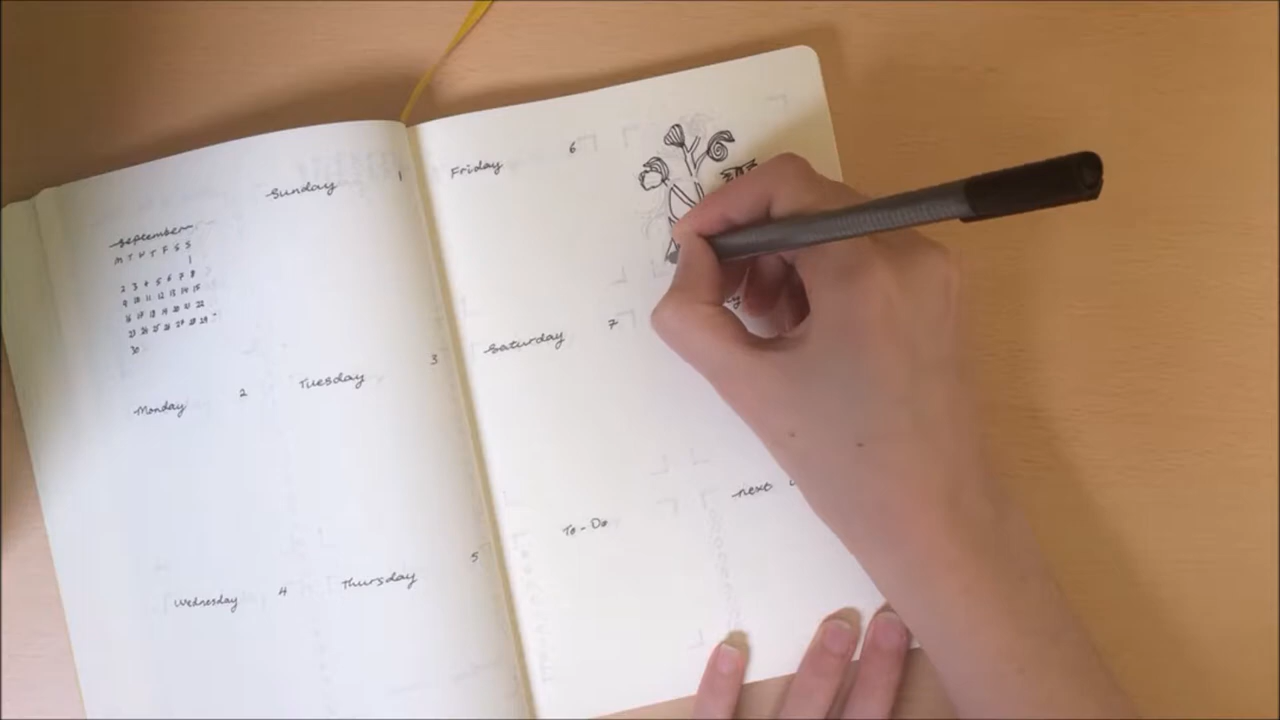 Sunday 1
September
M T W T F S S
1
2 3 4 5 6 7 8
9 10 11 12 13 14 15
16 17 18 19 20 21 22
23 24 25 26 27 28 29
30
Monday 2
Tuesday 3
Wednesday 4
Thursday 5
Friday 6
Saturday 7
To-Do
next